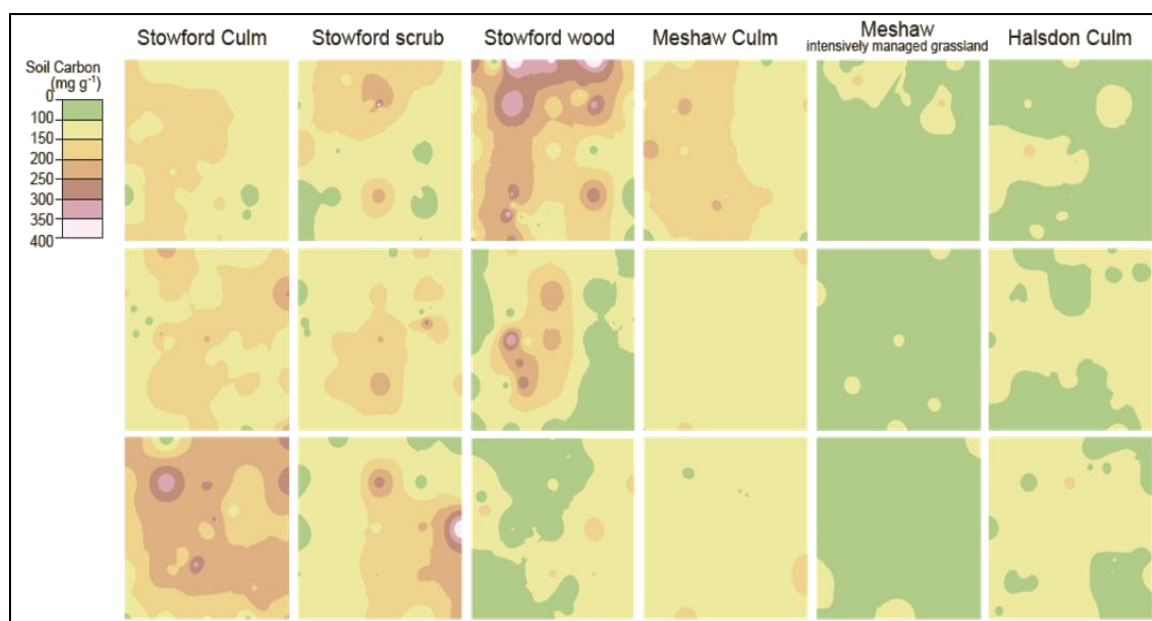 Stowford Culm
Stowford scrub
Stowford wood
Meshaw Culm
Meshaw
intensively managed grassland
Halsdon Culm
Soil Carbon
(mg g⁻¹)
0
100
150
200
250
300
350
400